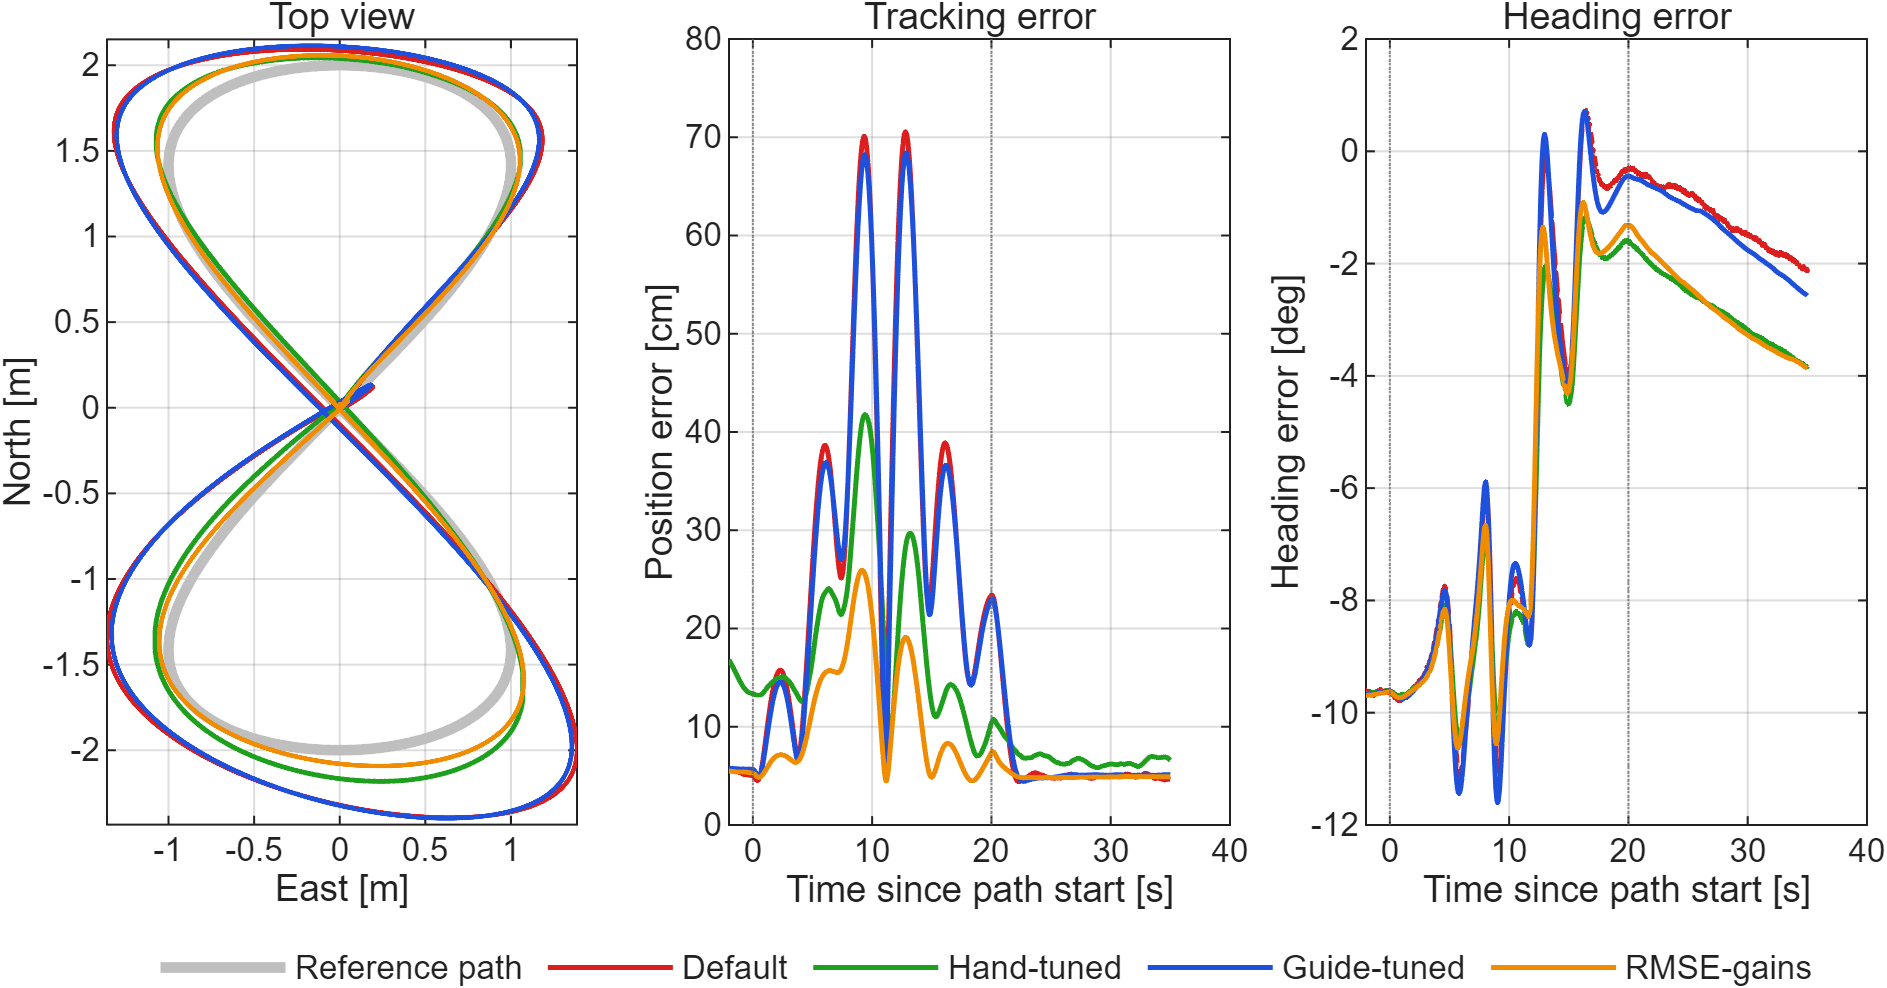 Top view
Tracking error
Heading error
2
1.5
1
0.5
0
-0.5
-1
-1.5
-2
North [m]
-1
-0.5
0
0.5
1
East [m]
80
70
60
50
40
30
20
10
0
Position error [cm]
0
10
20
30
40
Time since path start [s]
2
0
-2
-4
-6
-8
-10
-12
Heading error [deg]
0
10
20
30
40
Time since path start [s]
Reference path
Default
Hand-tuned
Guide-tuned
RMSE-gains